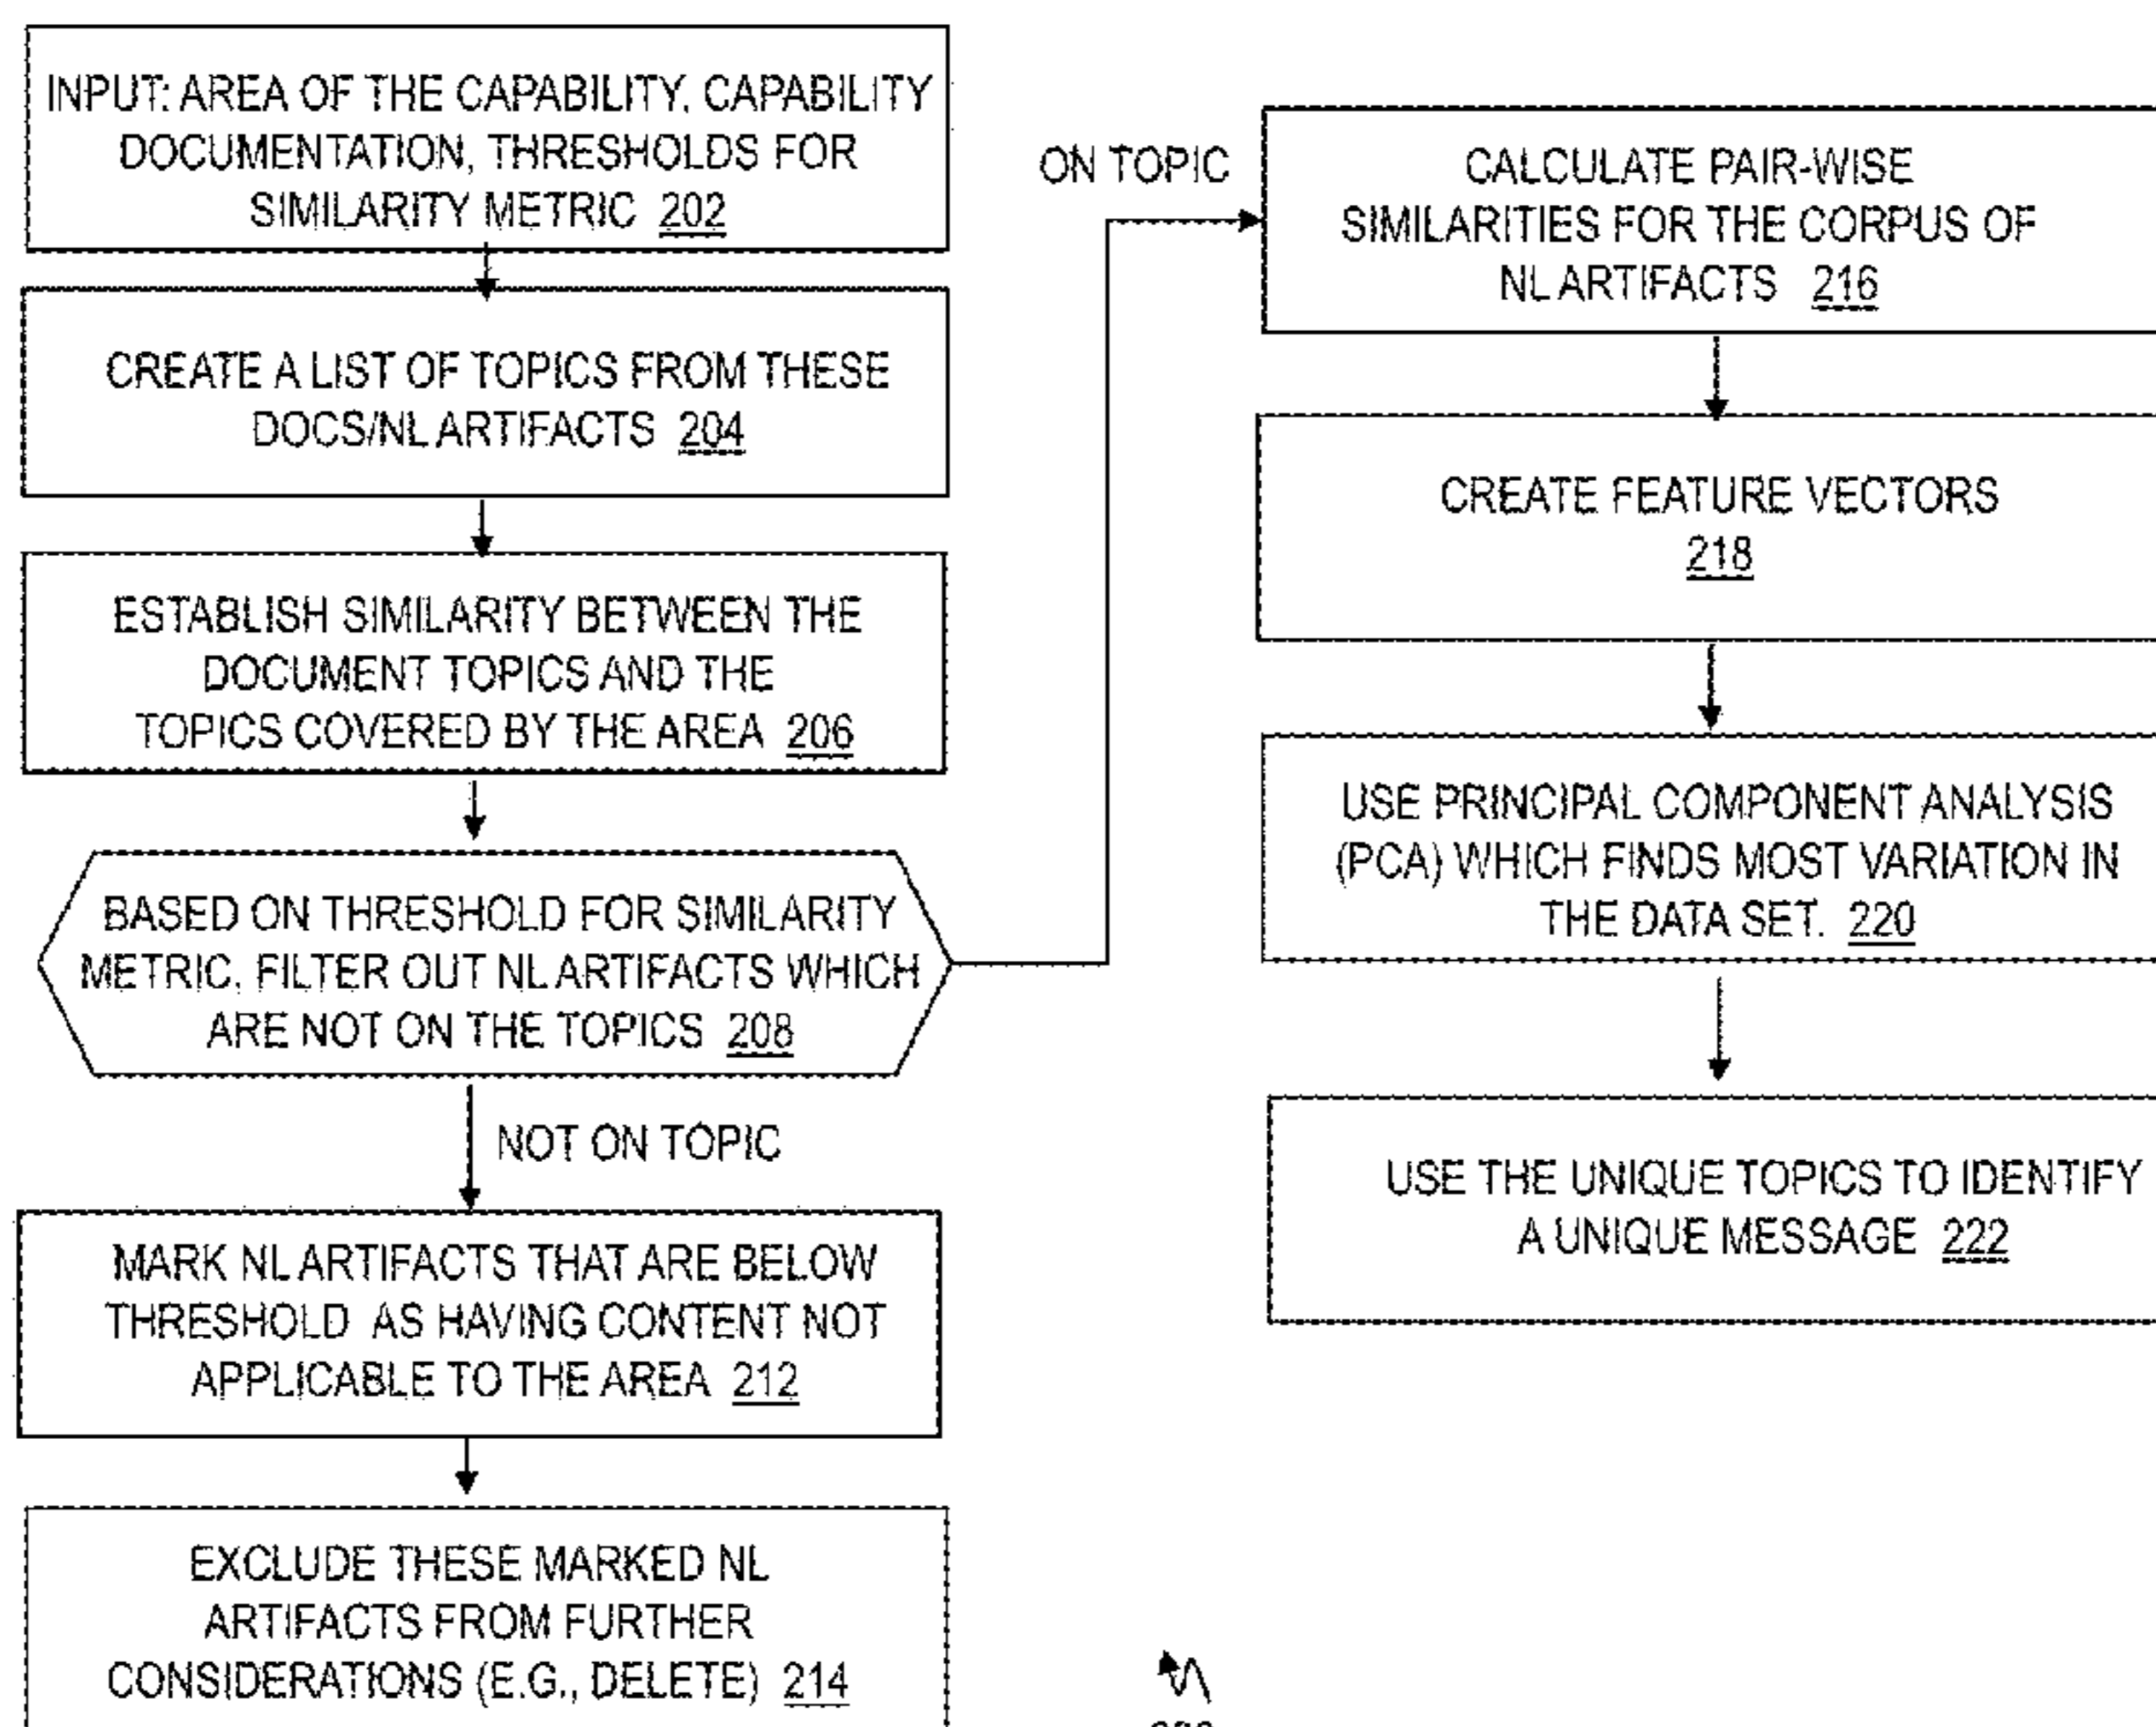 INPUT: AREA OF THE CAPABILITY, CAPABILITY
DOCUMENTATION, THRESHOLDS FOR
SIMILARITY METRIC 202
CREATE A LIST OF TOPICS FROM THESE
DOCS/NL ARTIFACTS 204
ESTABLISH SIMILARITY BETWEEN THE
DOCUMENT TOPICS AND THE
TOPICS COVERED BY THE AREA 206
BASED ON THRESHOLD FOR SIMILARITY
METRIC, FILTER OUT NL ARTIFACTS WHICH
ARE NOT ON THE TOPICS 208
NOT ON TOPIC
MARK NL ARTIFACTS THAT ARE BELOW
THRESHOLD AS HAVING CONTENT NOT
APPLICABLE TO THE AREA 212
EXCLUDE THESE MARKED NL
ARTIFACTS FROM FURTHER
CONSIDERATIONS (E.G., DELETE) 214
ON TOPIC
CALCULATE PAIR-WISE
SIMILARITIES FOR THE CORPUS OF
NL ARTIFACTS 216
CREATE FEATURE VECTORS
218
USE PRINCIPAL COMPONENT ANALYSIS
(PCA) WHICH FINDS MOST VARIATION IN
THE DATA SET. 220
USE THE UNIQUE TOPICS TO IDENTIFY
A UNIQUE MESSAGE 222